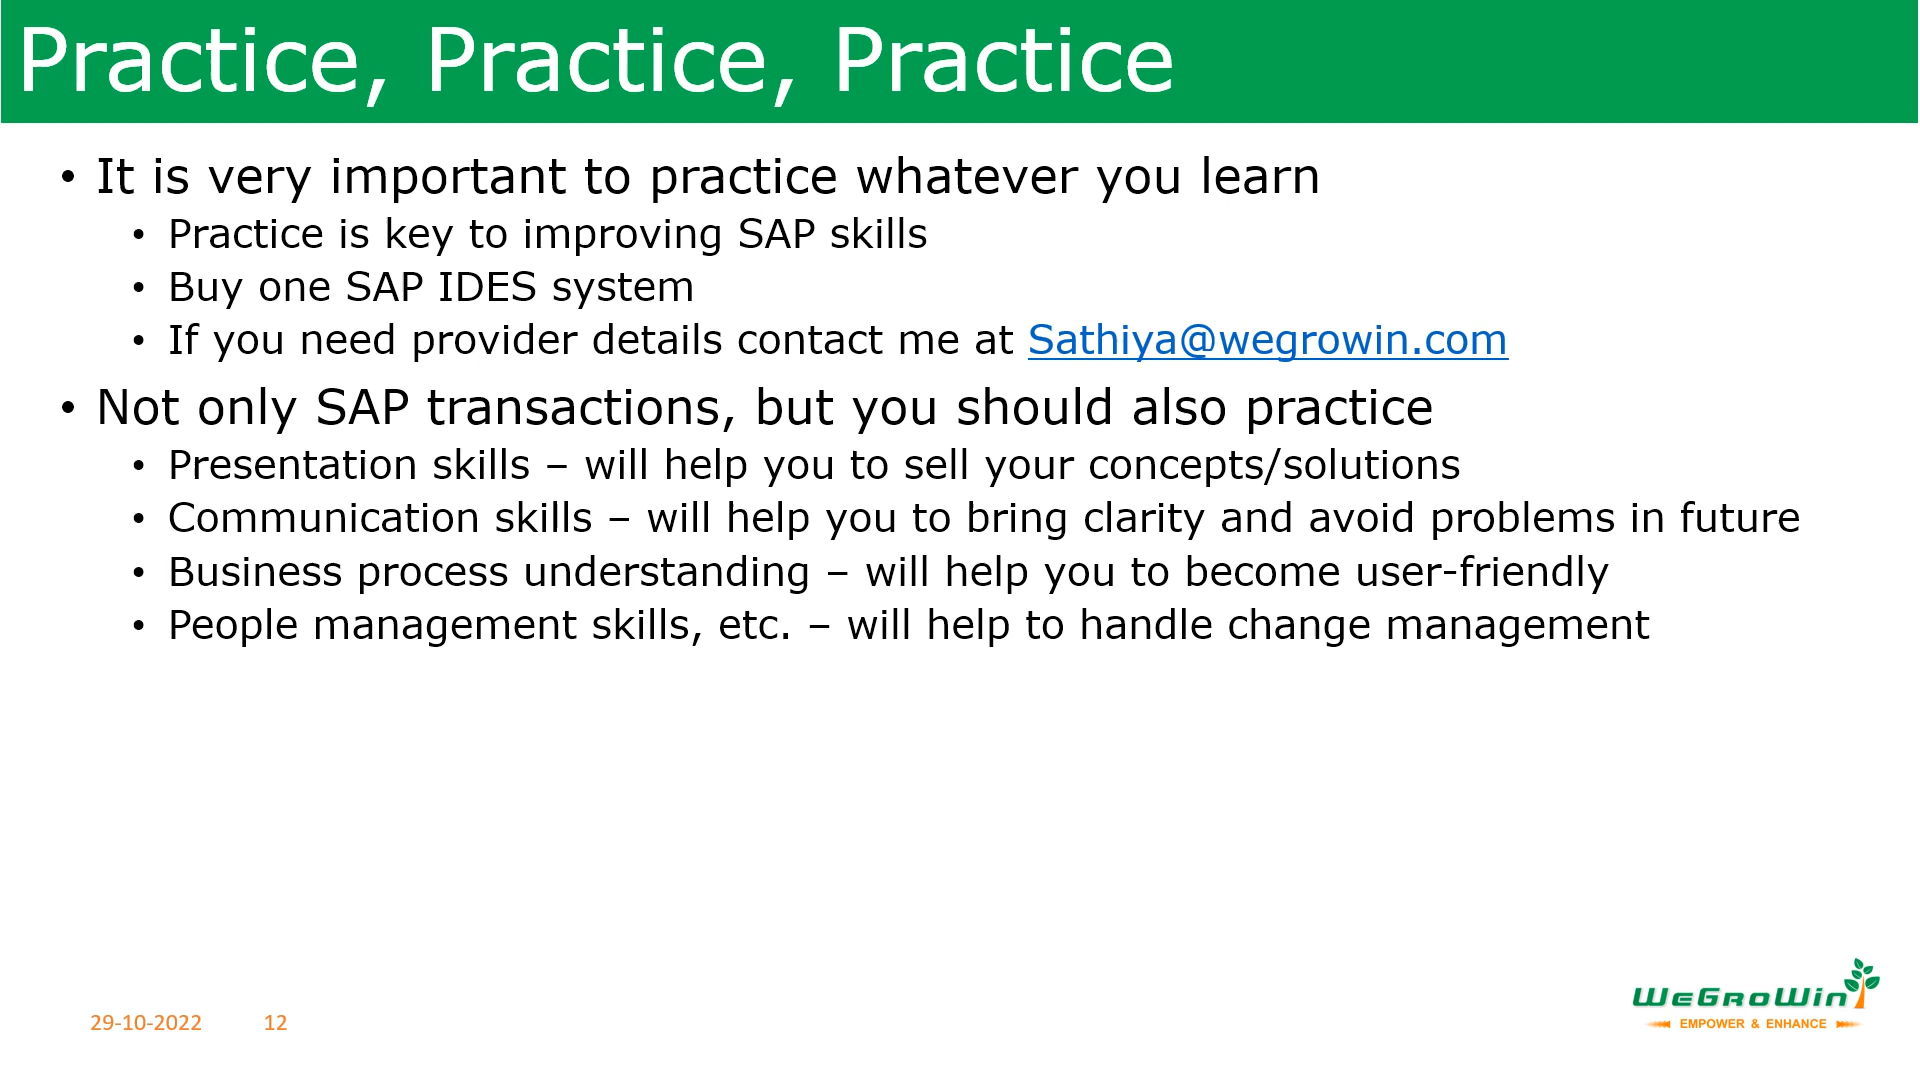 Practice, Practice, Practice
• It is very important to practice whatever you learn
• Practice is key to improving SAP skills
• Buy one SAP IDES system
• If you need provider details contact me at Sathiya@wegrowin.com
• Not only SAP transactions, but you should also practice
• Presentation skills – will help you to sell your concepts/solutions
• Communication skills – will help you to bring clarity and avoid problems in future
• Business process understanding – will help you to become user-friendly
• People management skills, etc. – will help to handle change management
WeGroWin
EMPOWER & ENHANCE
29-10-2022 12